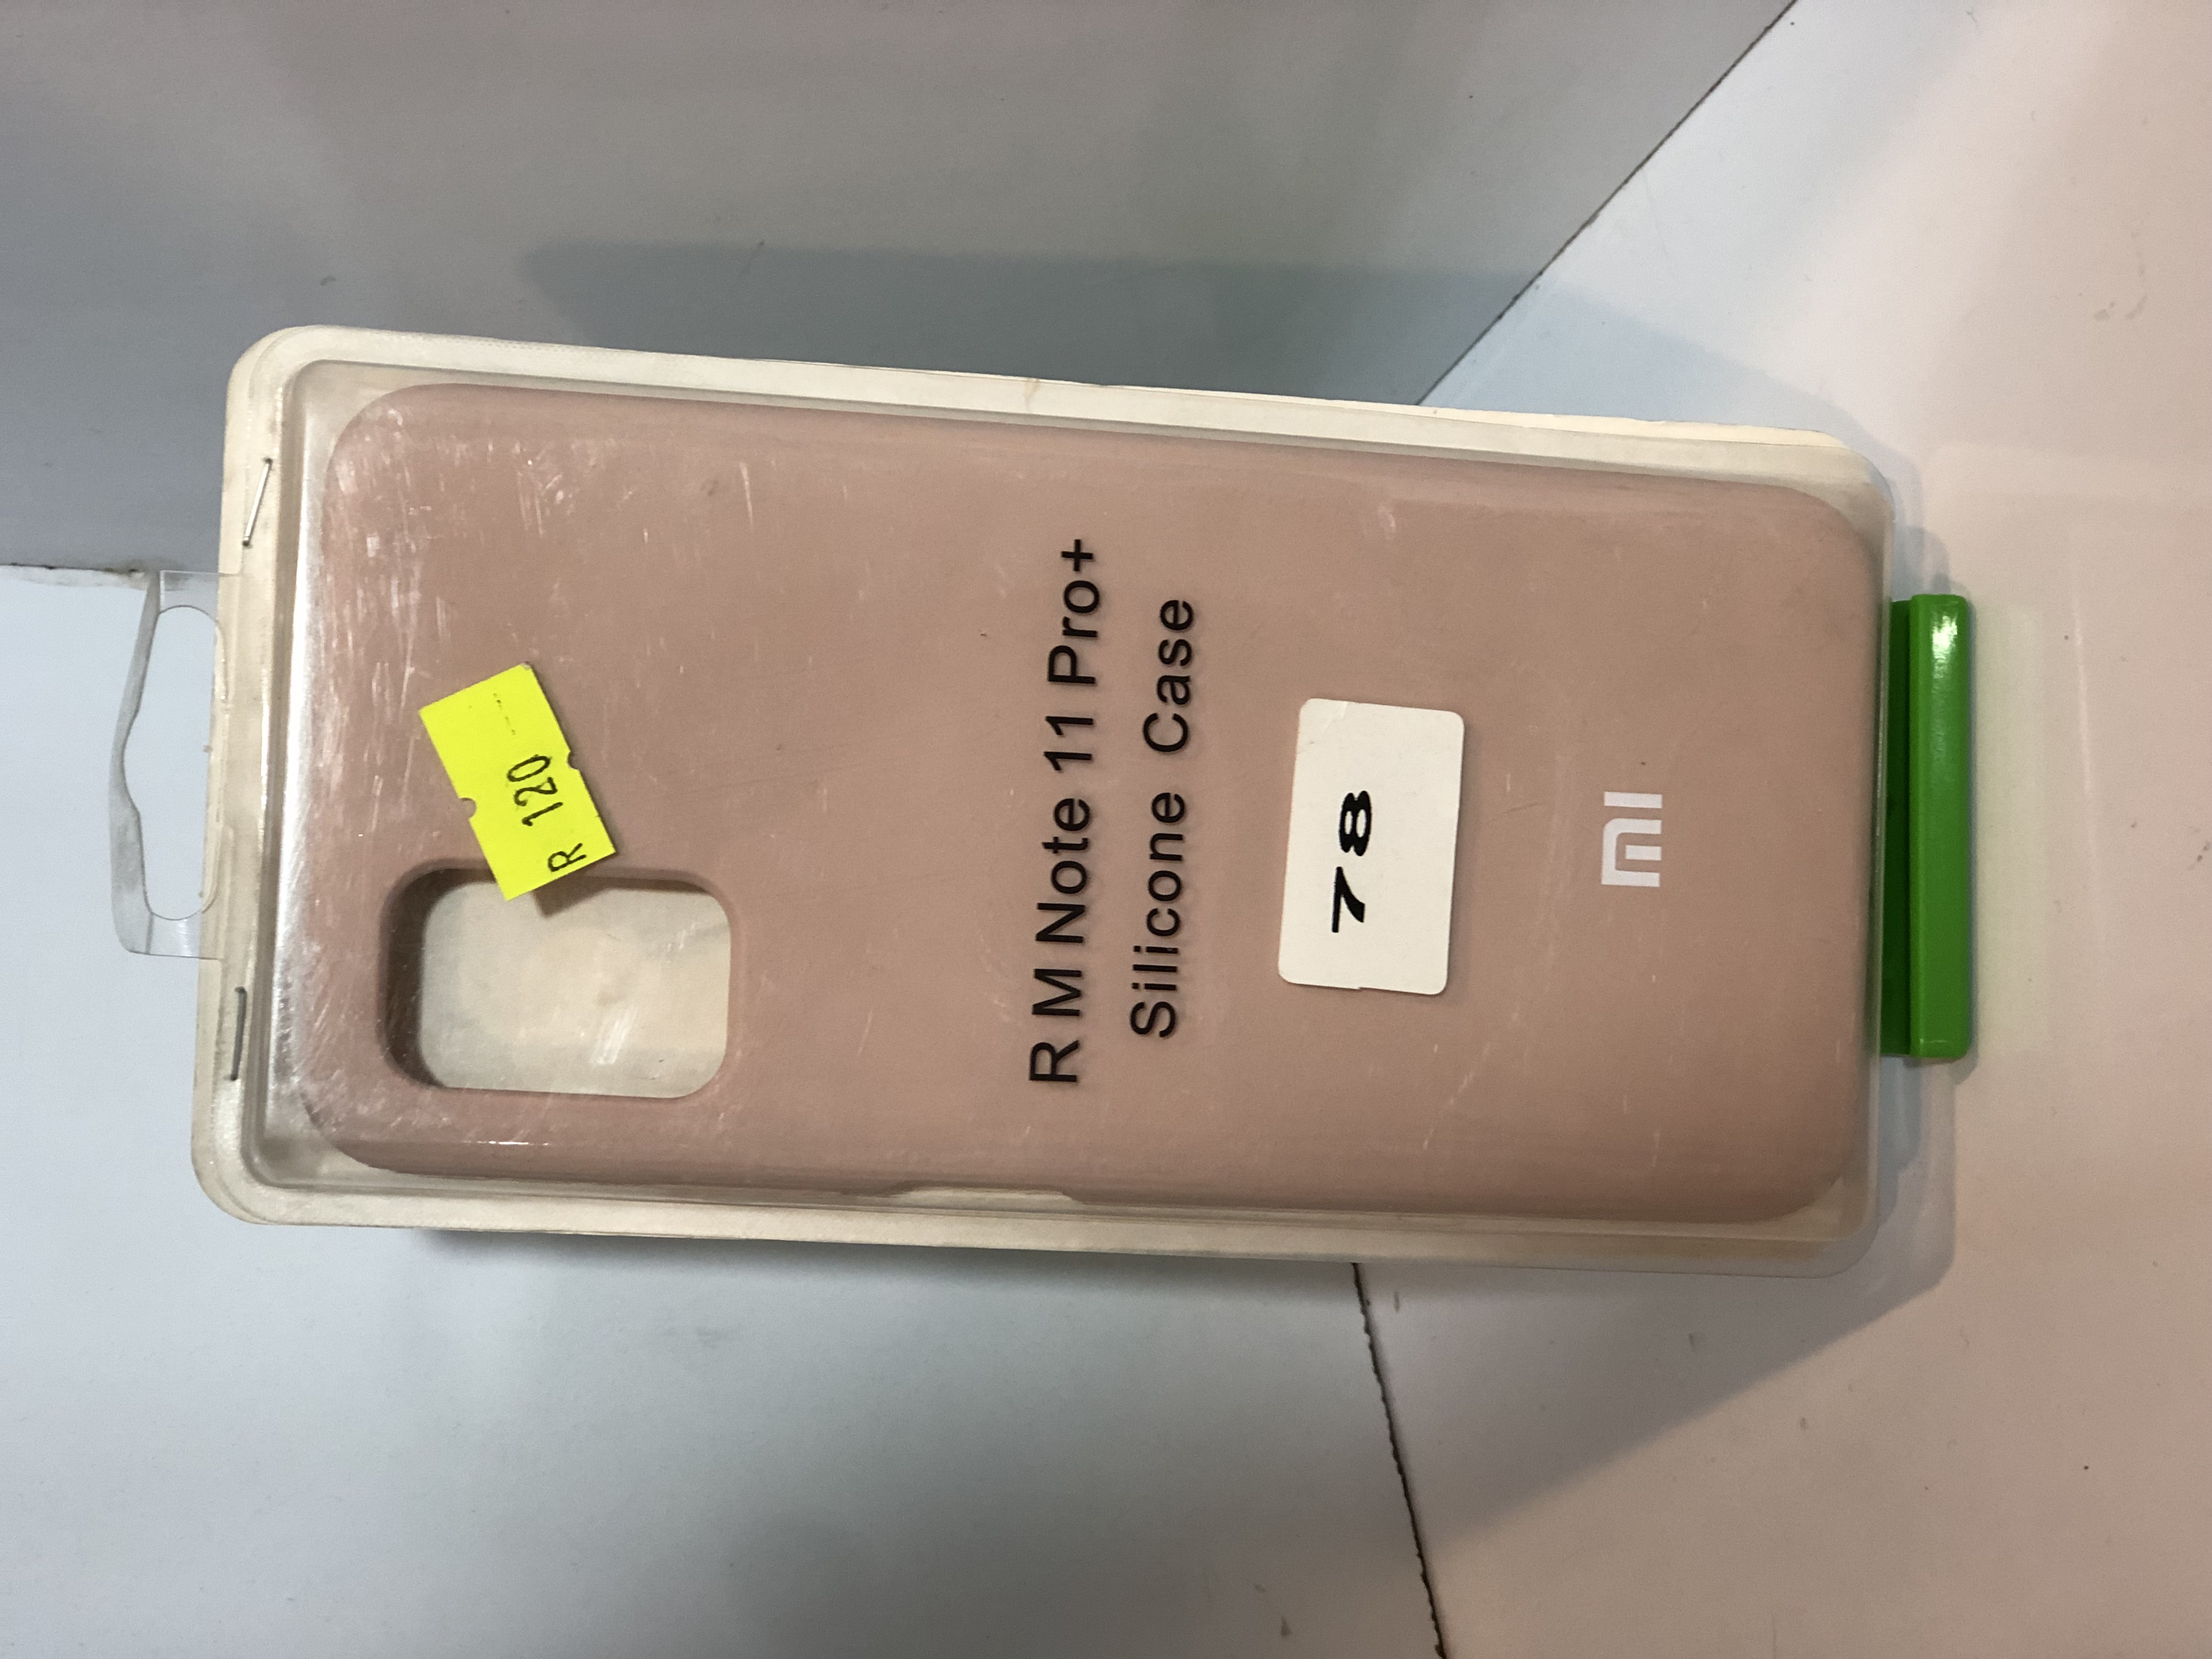 R 120
R M Note 11 Pro+
Silicone Case
78
mi